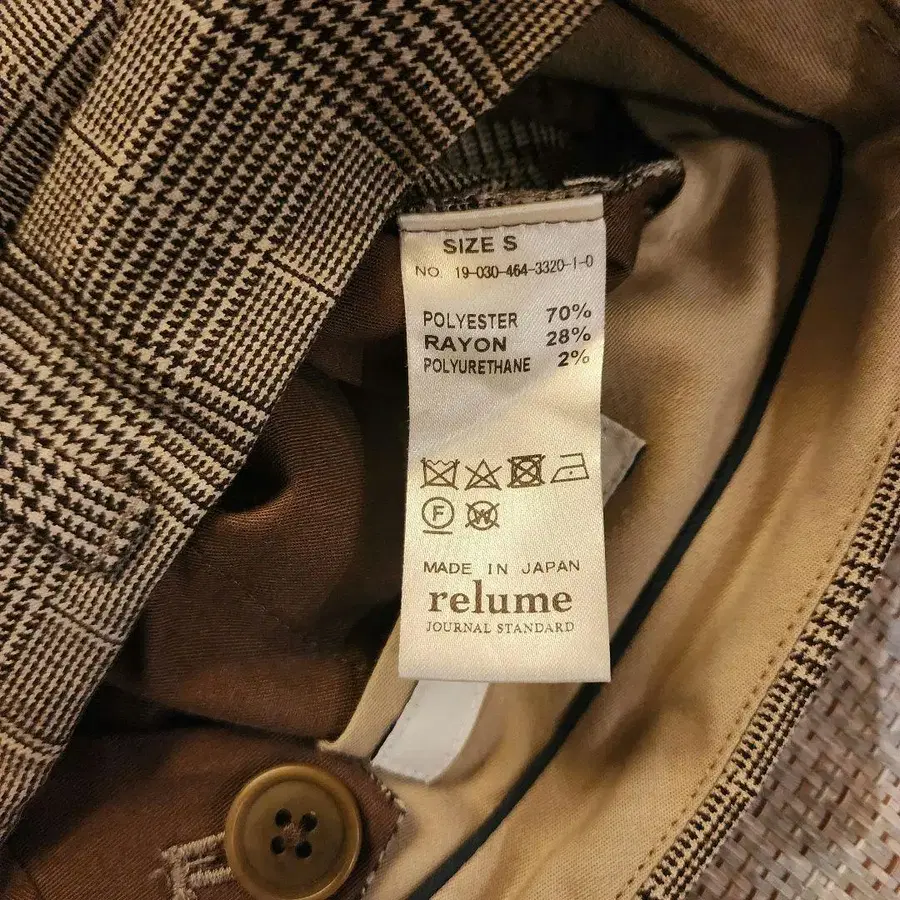 SIZE S
NO. 19-030-464-3320-1-0
POLYESTER 70%
RAYON 28%
POLYURETHANE 2%
F W
MADE IN JAPAN
relume
JOURNAL STANDARD